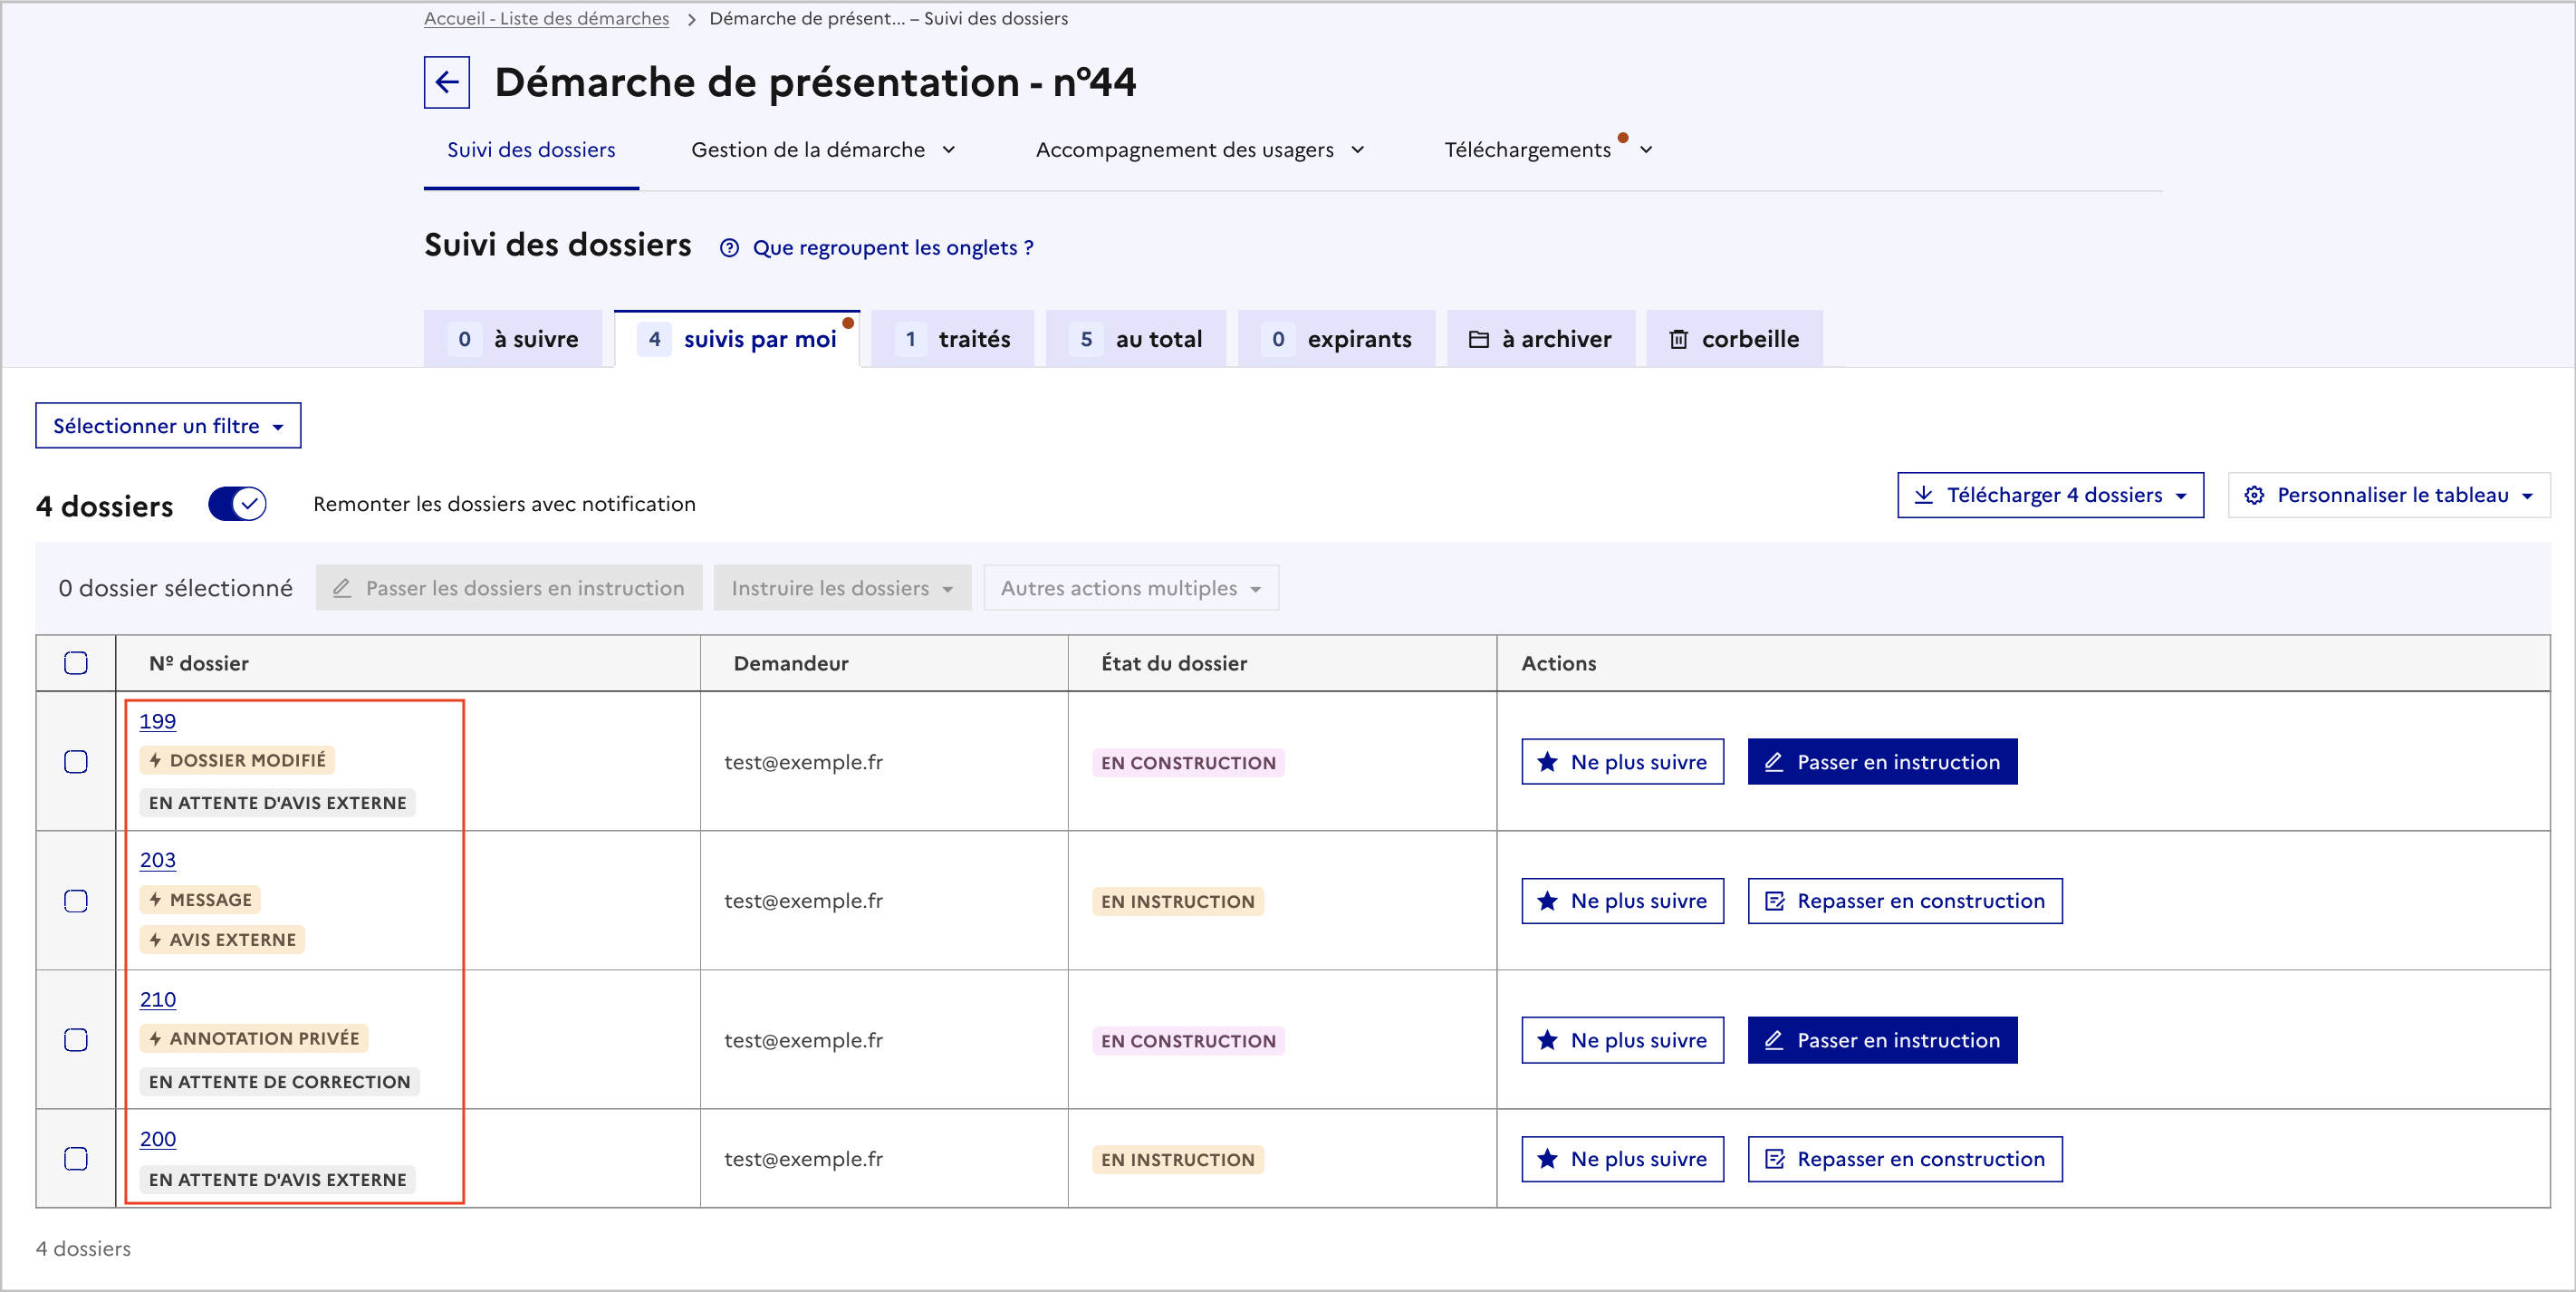 Accueil - Liste des démarches > Démarche de présent... – Suivi des dossiers
Démarche de présentation - n°44
Suivi des dossiers Gestion de la démarche Accompagnement des usagers Téléchargements
Suivi des dossiers Que regroupent les onglets ?
0 à suivre 4 suivis par moi 1 traités 5 au total 0 expirants à archiver corbeille
Sélectionner un filtre
4 dossiers Remonter les dossiers avec notification Télécharger 4 dossiers Personnaliser le tableau
0 dossier sélectionné Passer les dossiers en instruction Instruire les dossiers Autres actions multiples
Nº dossier Demandeur État du dossier Actions
199
DOSSIER MODIFIÉ
EN ATTENTE D'AVIS EXTERNE
test@exemple.fr EN CONSTRUCTION Ne plus suivre Passer en instruction
203
MESSAGE
AVIS EXTERNE
test@exemple.fr EN INSTRUCTION Ne plus suivre Repasser en construction
210
ANNOTATION PRIVÉE
EN ATTENTE DE CORRECTION
test@exemple.fr EN CONSTRUCTION Ne plus suivre Passer en instruction
200
EN ATTENTE D'AVIS EXTERNE
test@exemple.fr EN INSTRUCTION Ne plus suivre Repasser en construction
4 dossiers